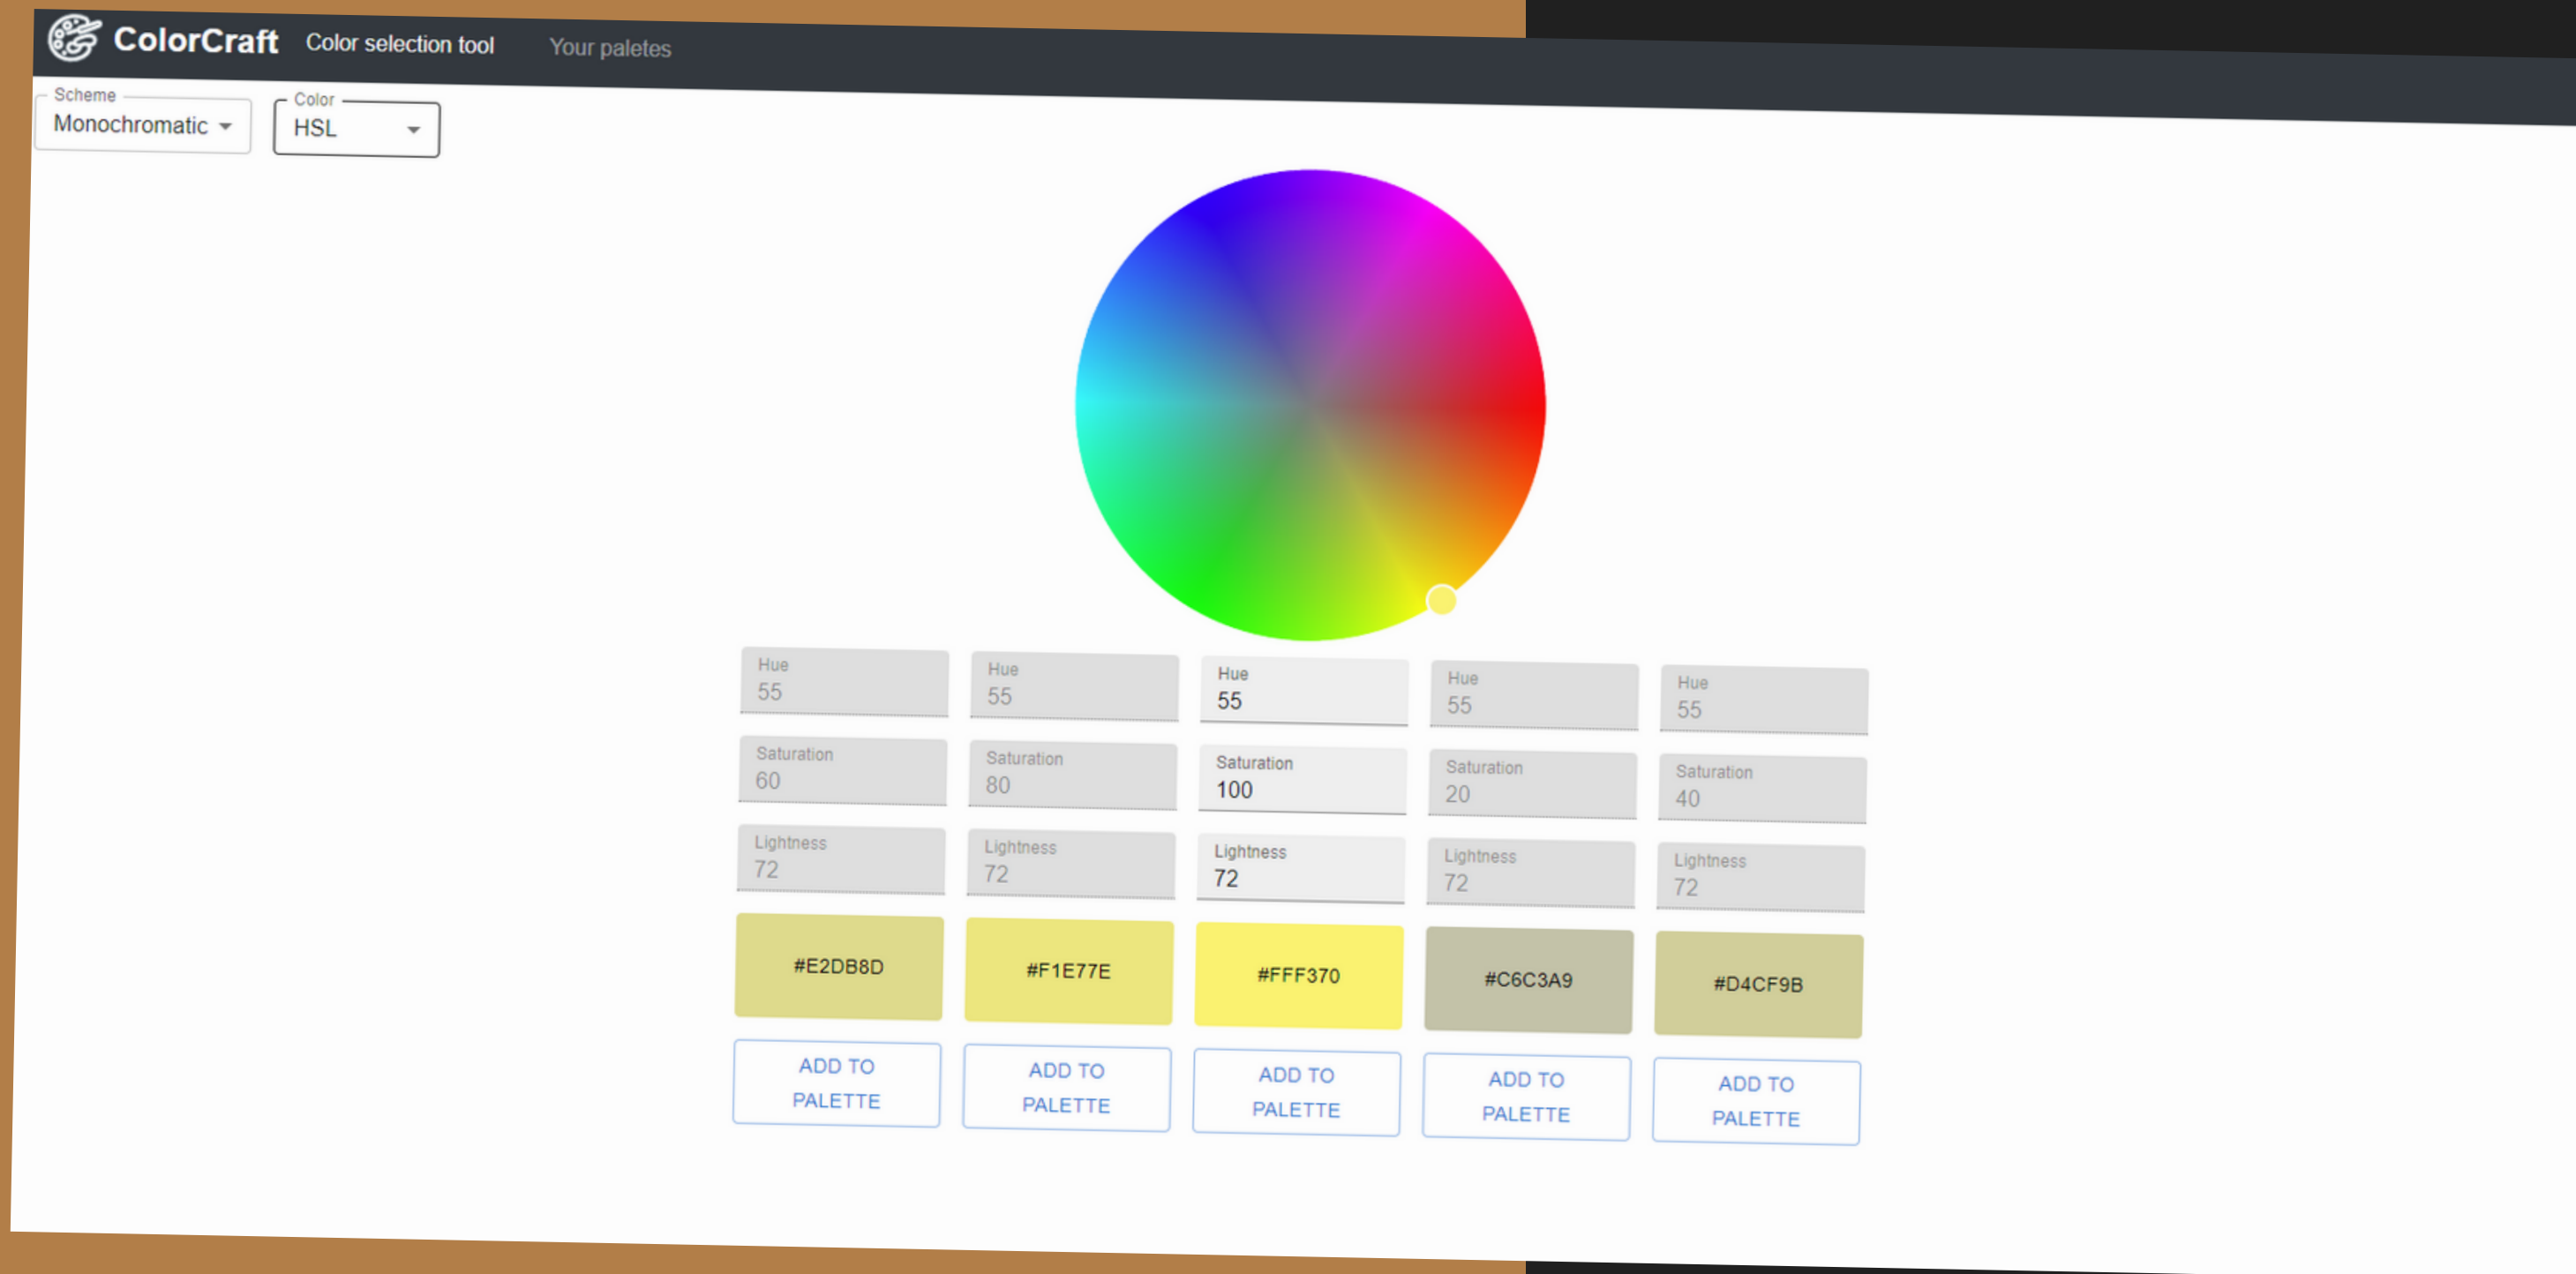 ColorCraft Color selection tool Your paletes
Scheme Color
Monochromatic HSL
Hue Hue Hue Hue Hue
55 55 55 55 55
Saturation Saturation Saturation Saturation Saturation
60 80 100 20 40
Lightness Lightness Lightness Lightness Lightness
72 72 72 72 72
#E2DB8D #F1E77E #FFF370 #C6C3A9 #D4CF9B
ADD TO ADD TO ADD TO ADD TO ADD TO
PALETTE PALETTE PALETTE PALETTE PALETTE